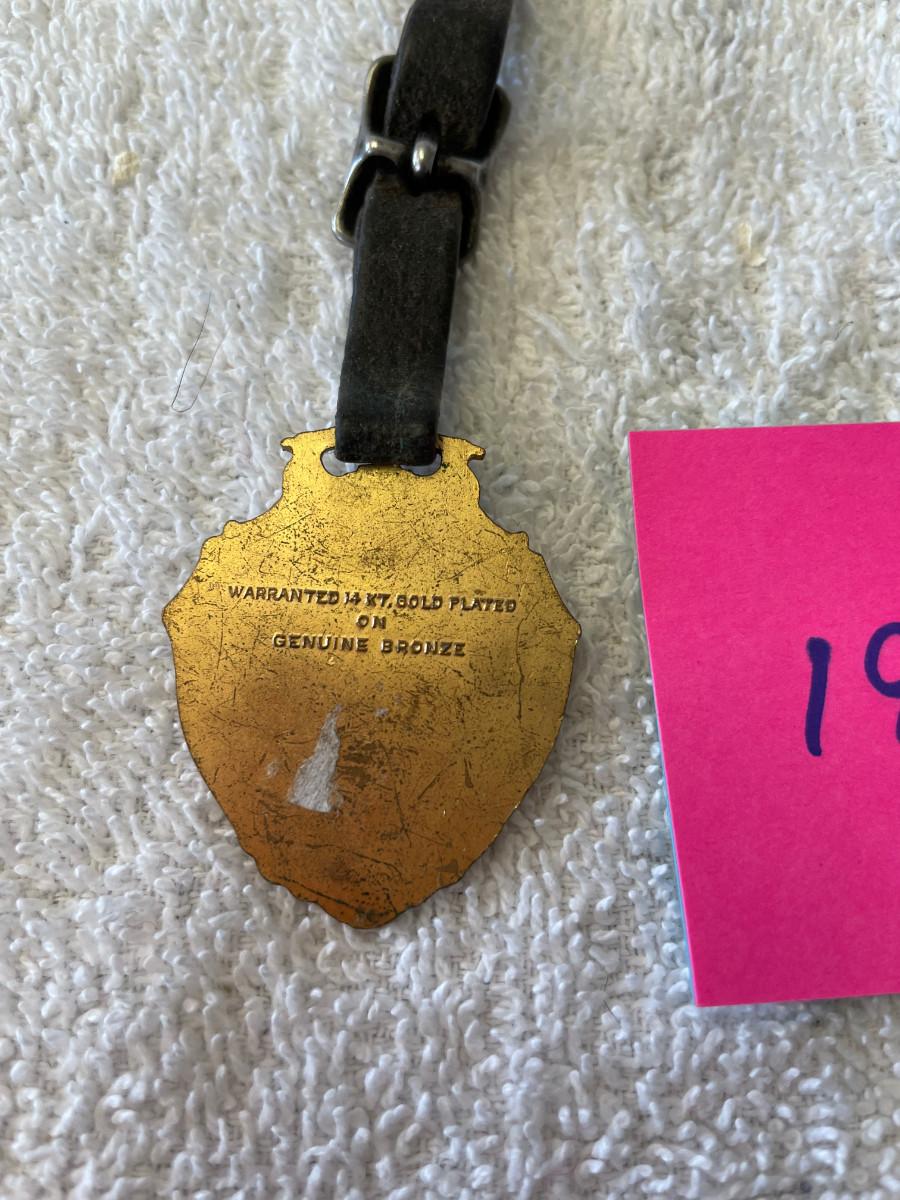 WARRANTED 14 KT. GOLD PLATED
ON
GENUINE BRONZE
19